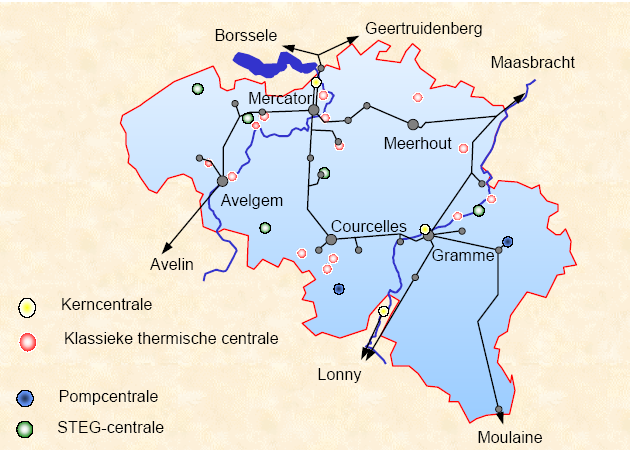 Geertruidenberg
Borssele
Maasbracht
Mercator
Meerhout
Avelgem
Courcelles
Gramme
Avelin
Kerncentrale
Klassieke thermische centrale
Lonny
Pompcentrale
STEG-centrale
Moulaine